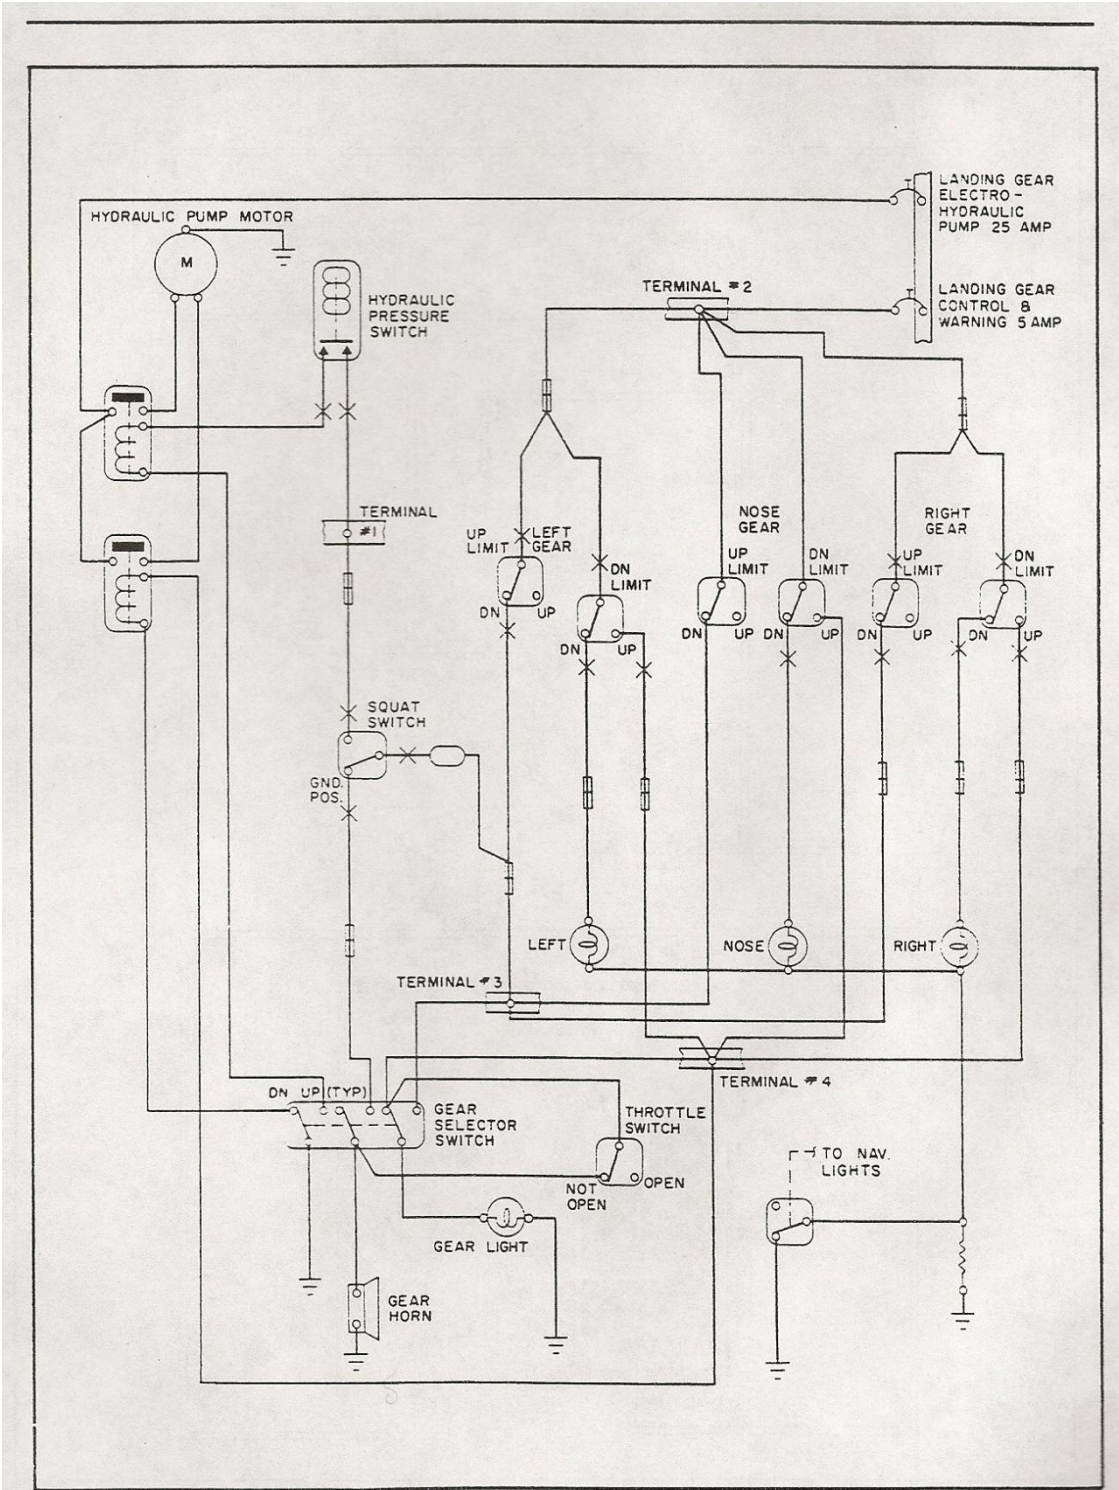 LANDING GEAR
ELECTRO-
HYDRAULIC
PUMP 25 AMP
HYDRAULIC PUMP MOTOR
M
TERMINAL #2
LANDING GEAR
CONTROL &
WARNING 5 AMP
HYDRAULIC
PRESSURE
SWITCH
TERMINAL
#1
UP
LIMIT
LEFT
GEAR
DN
LIMIT
NOSE
GEAR
UP
LIMIT
DN
LIMIT
RIGHT
GEAR
UP
LIMIT
DN
LIMIT
DN
UP
DN
UP
DN
UP
DN
UP
DN
UP
DN
UP
SQUAT
SWITCH
GND.
POS.
LEFT
NOSE
RIGHT
TERMINAL #3
TERMINAL #4
DN UP (TYP)
GEAR
SELECTOR
SWITCH
THROTTLE
SWITCH
NOT
OPEN
OPEN
TO NAV.
LIGHTS
GEAR LIGHT
GEAR
HORN